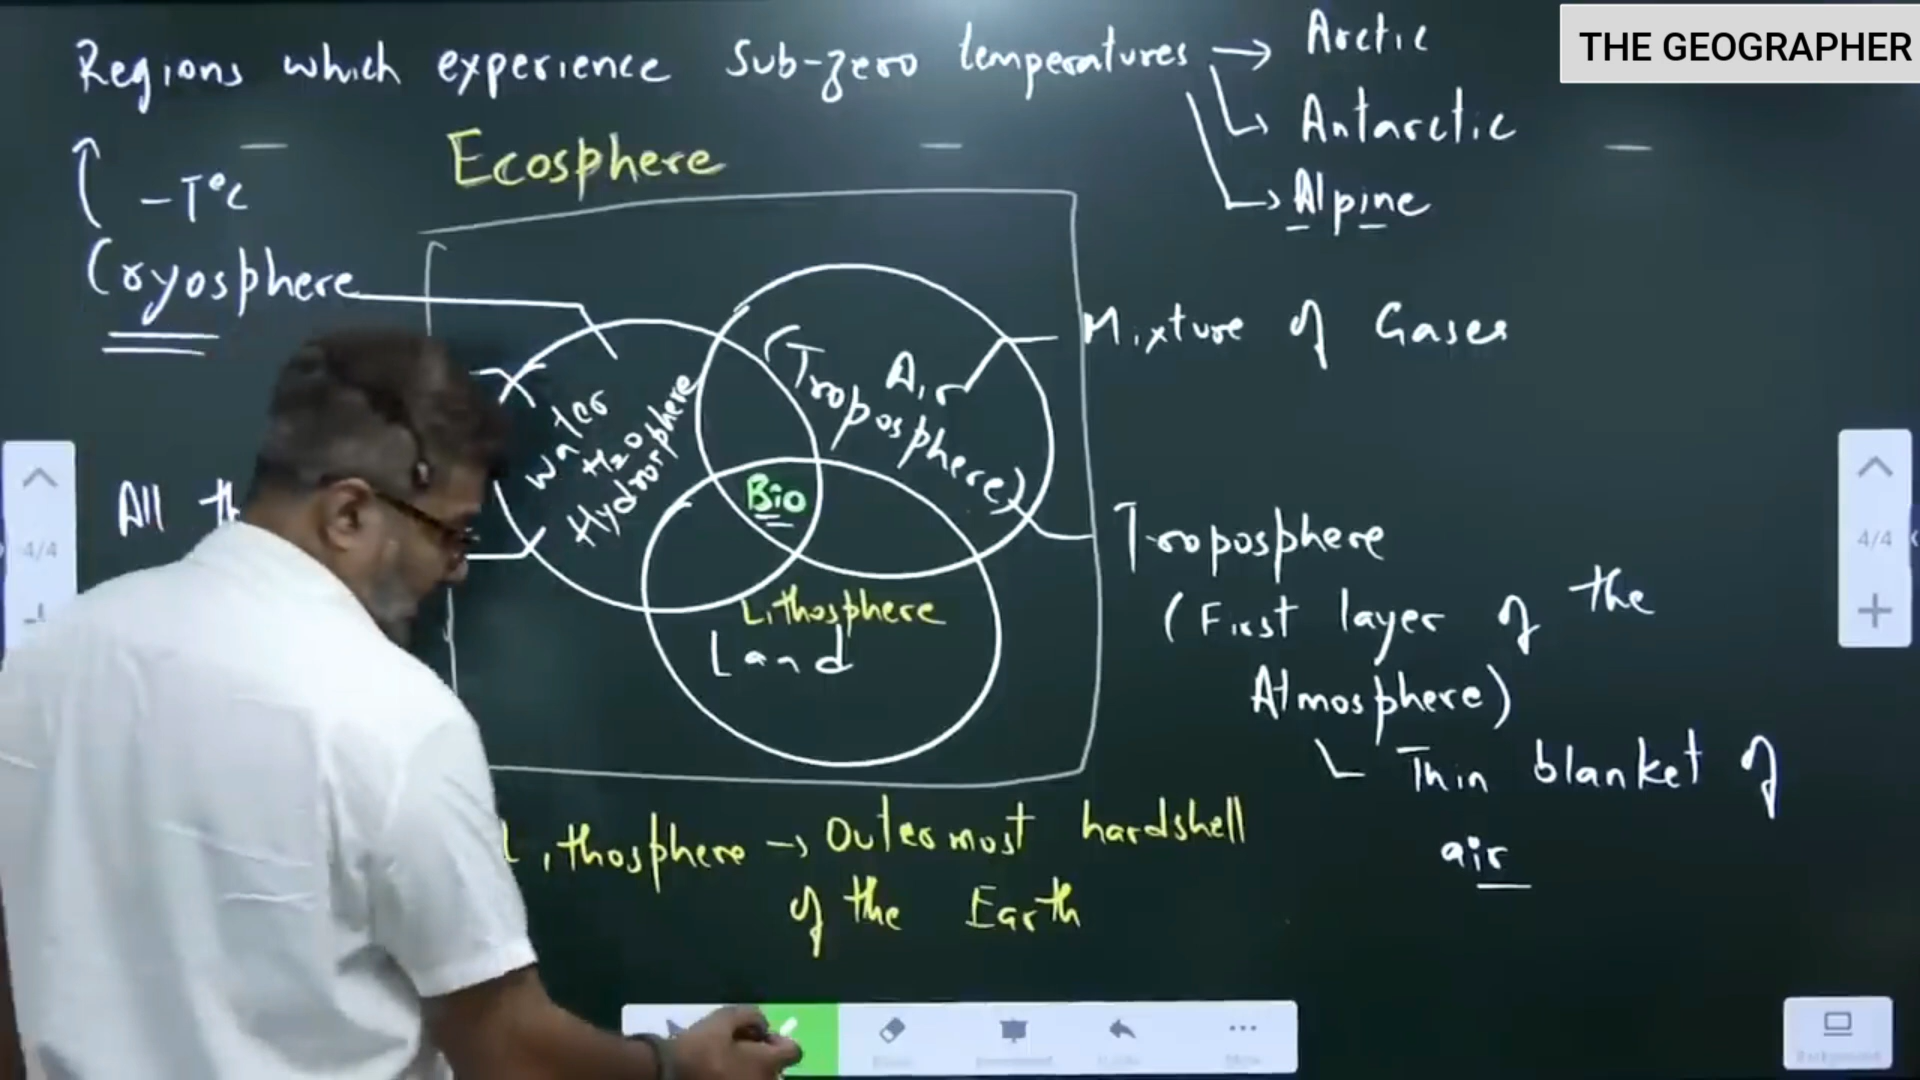 THE GEOGRAPHER
Regions which experience Sub-zero temperatures → Arctic
Antarctic
Alpine
Ecosphere
-T°C
Cryosphere
Mixture of Gases
Air
(Troposphere)
Water
H2O
Hydrosphere
Bio
All
Troposphere
(First layer of the
Atmosphere)
Thin blanket of
air
Lithosphere
Land
Lithosphere → Outermost hardshell
of the Earth
4/4
4/4